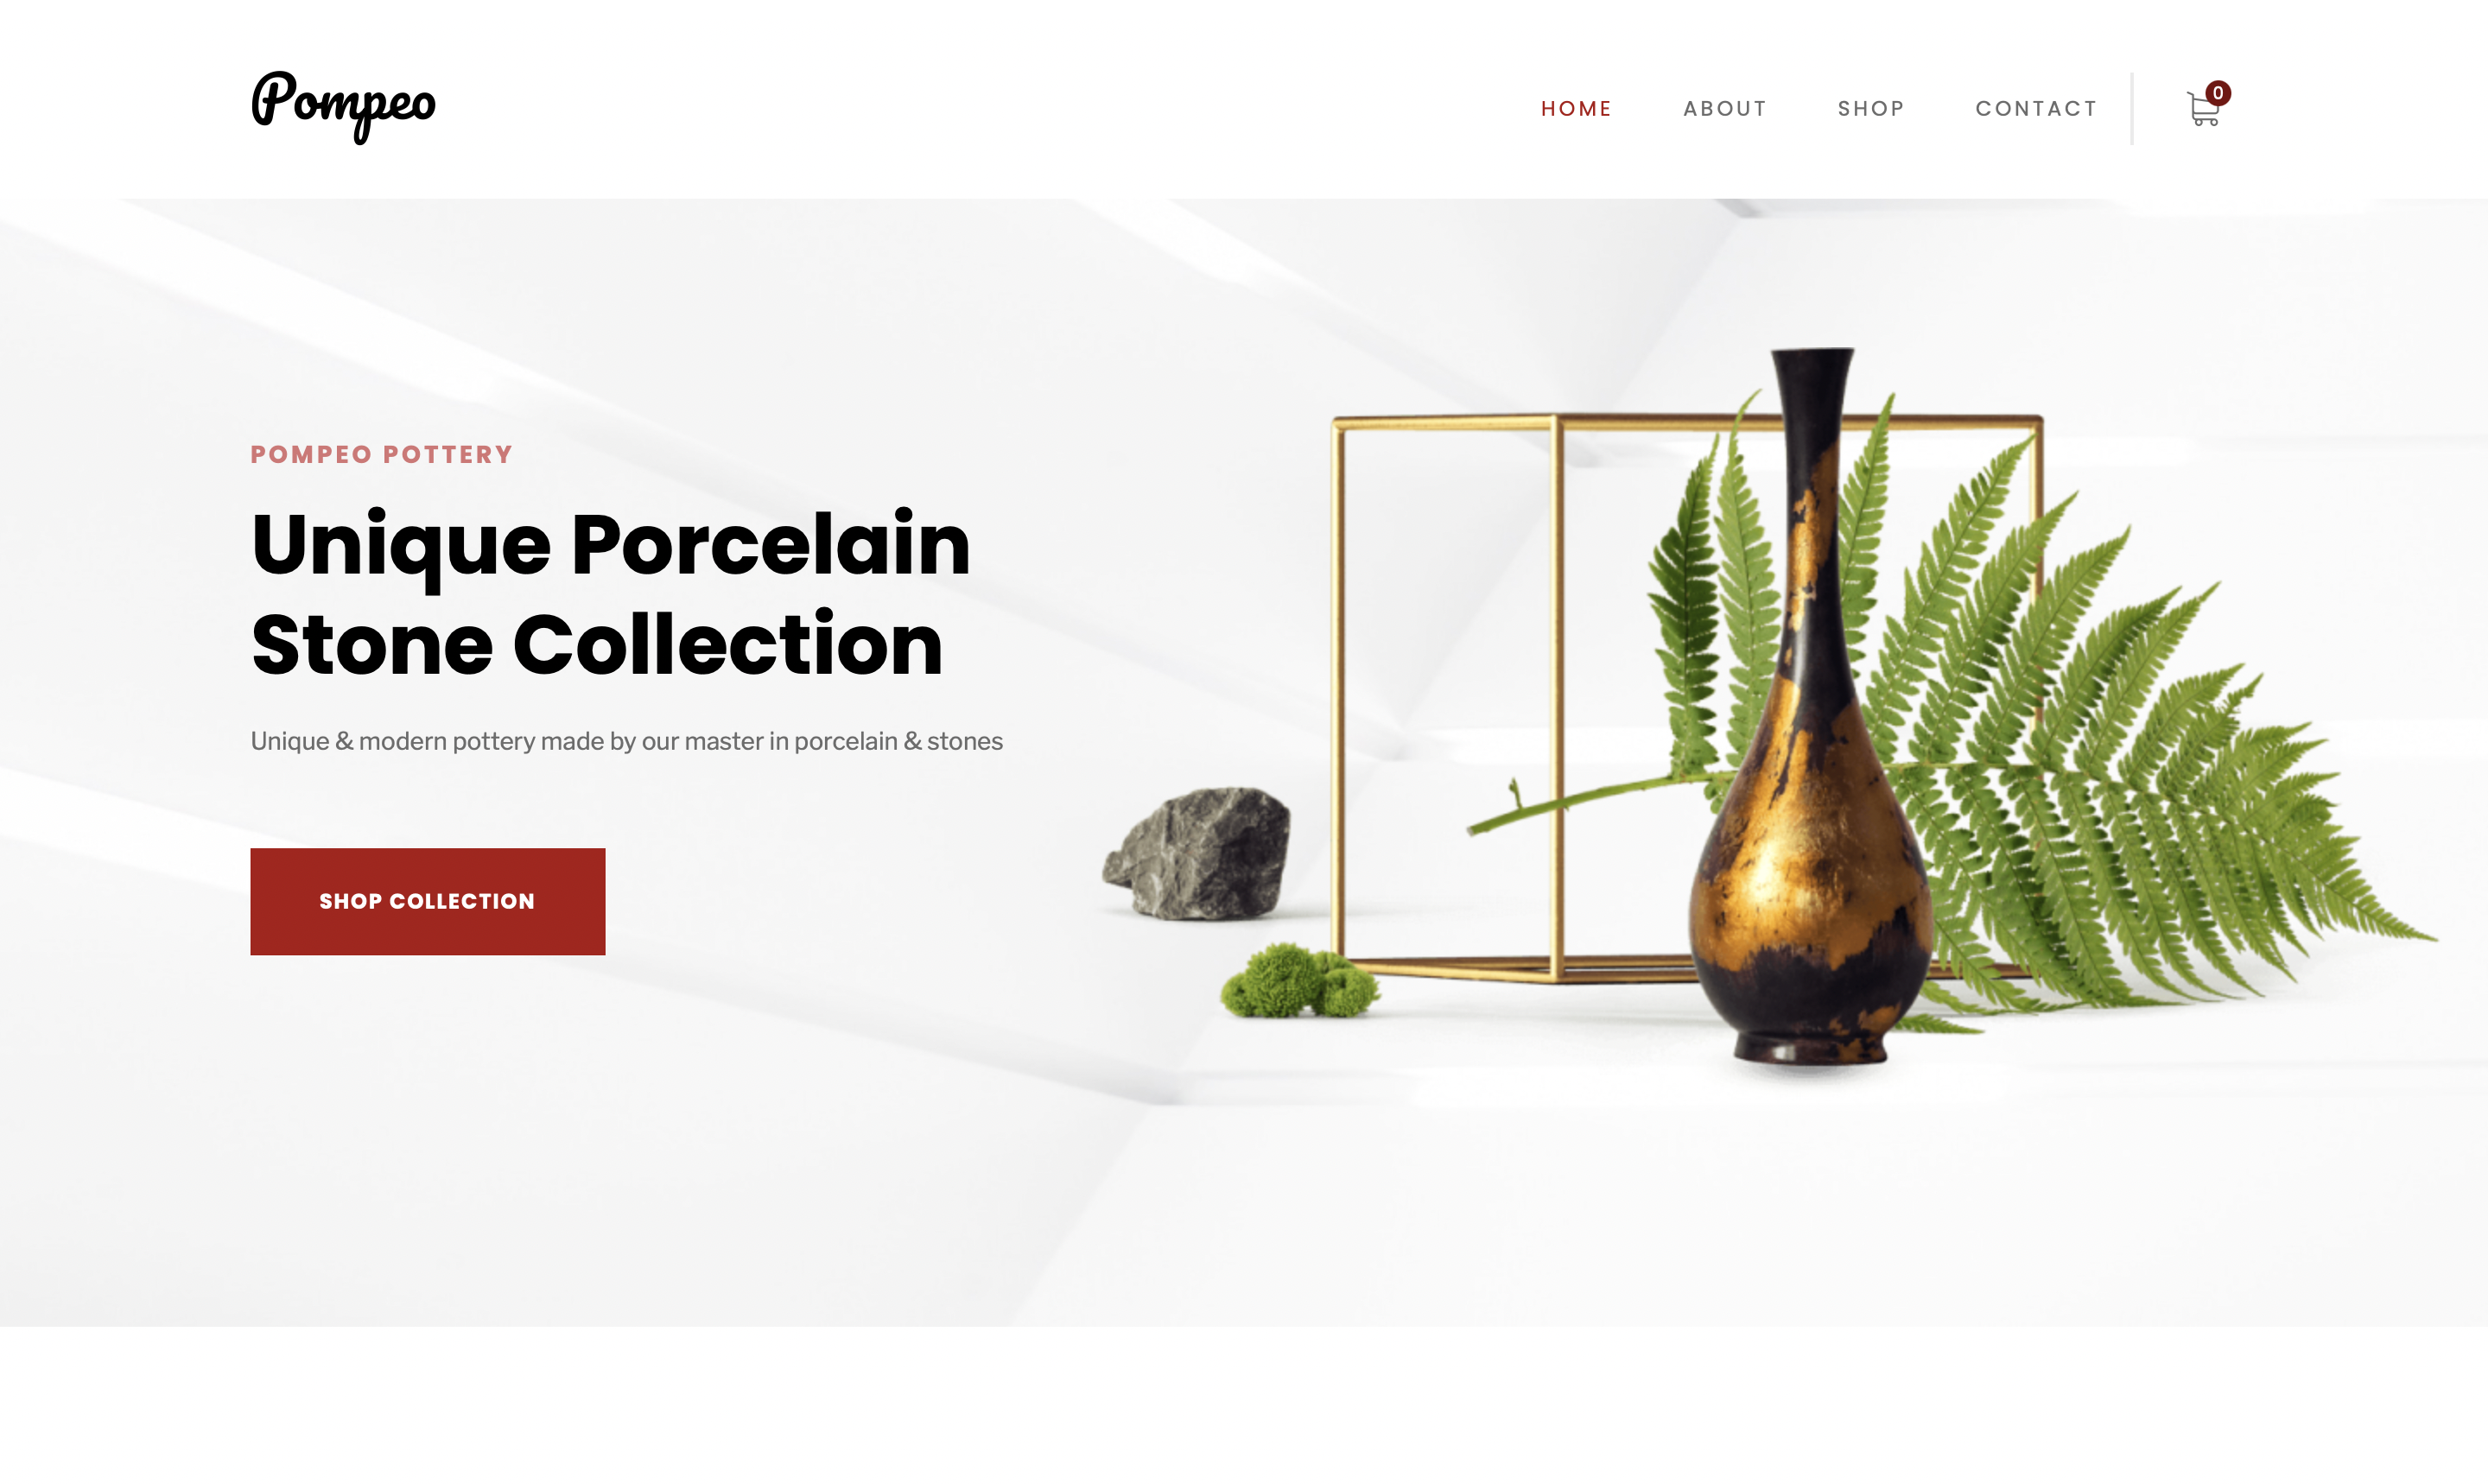 Pompeo
HOME ABOUT SHOP CONTACT 0
POMPEO POTTERY
Unique Porcelain
Stone Collection
Unique & modern pottery made by our master in porcelain & stones
SHOP COLLECTION